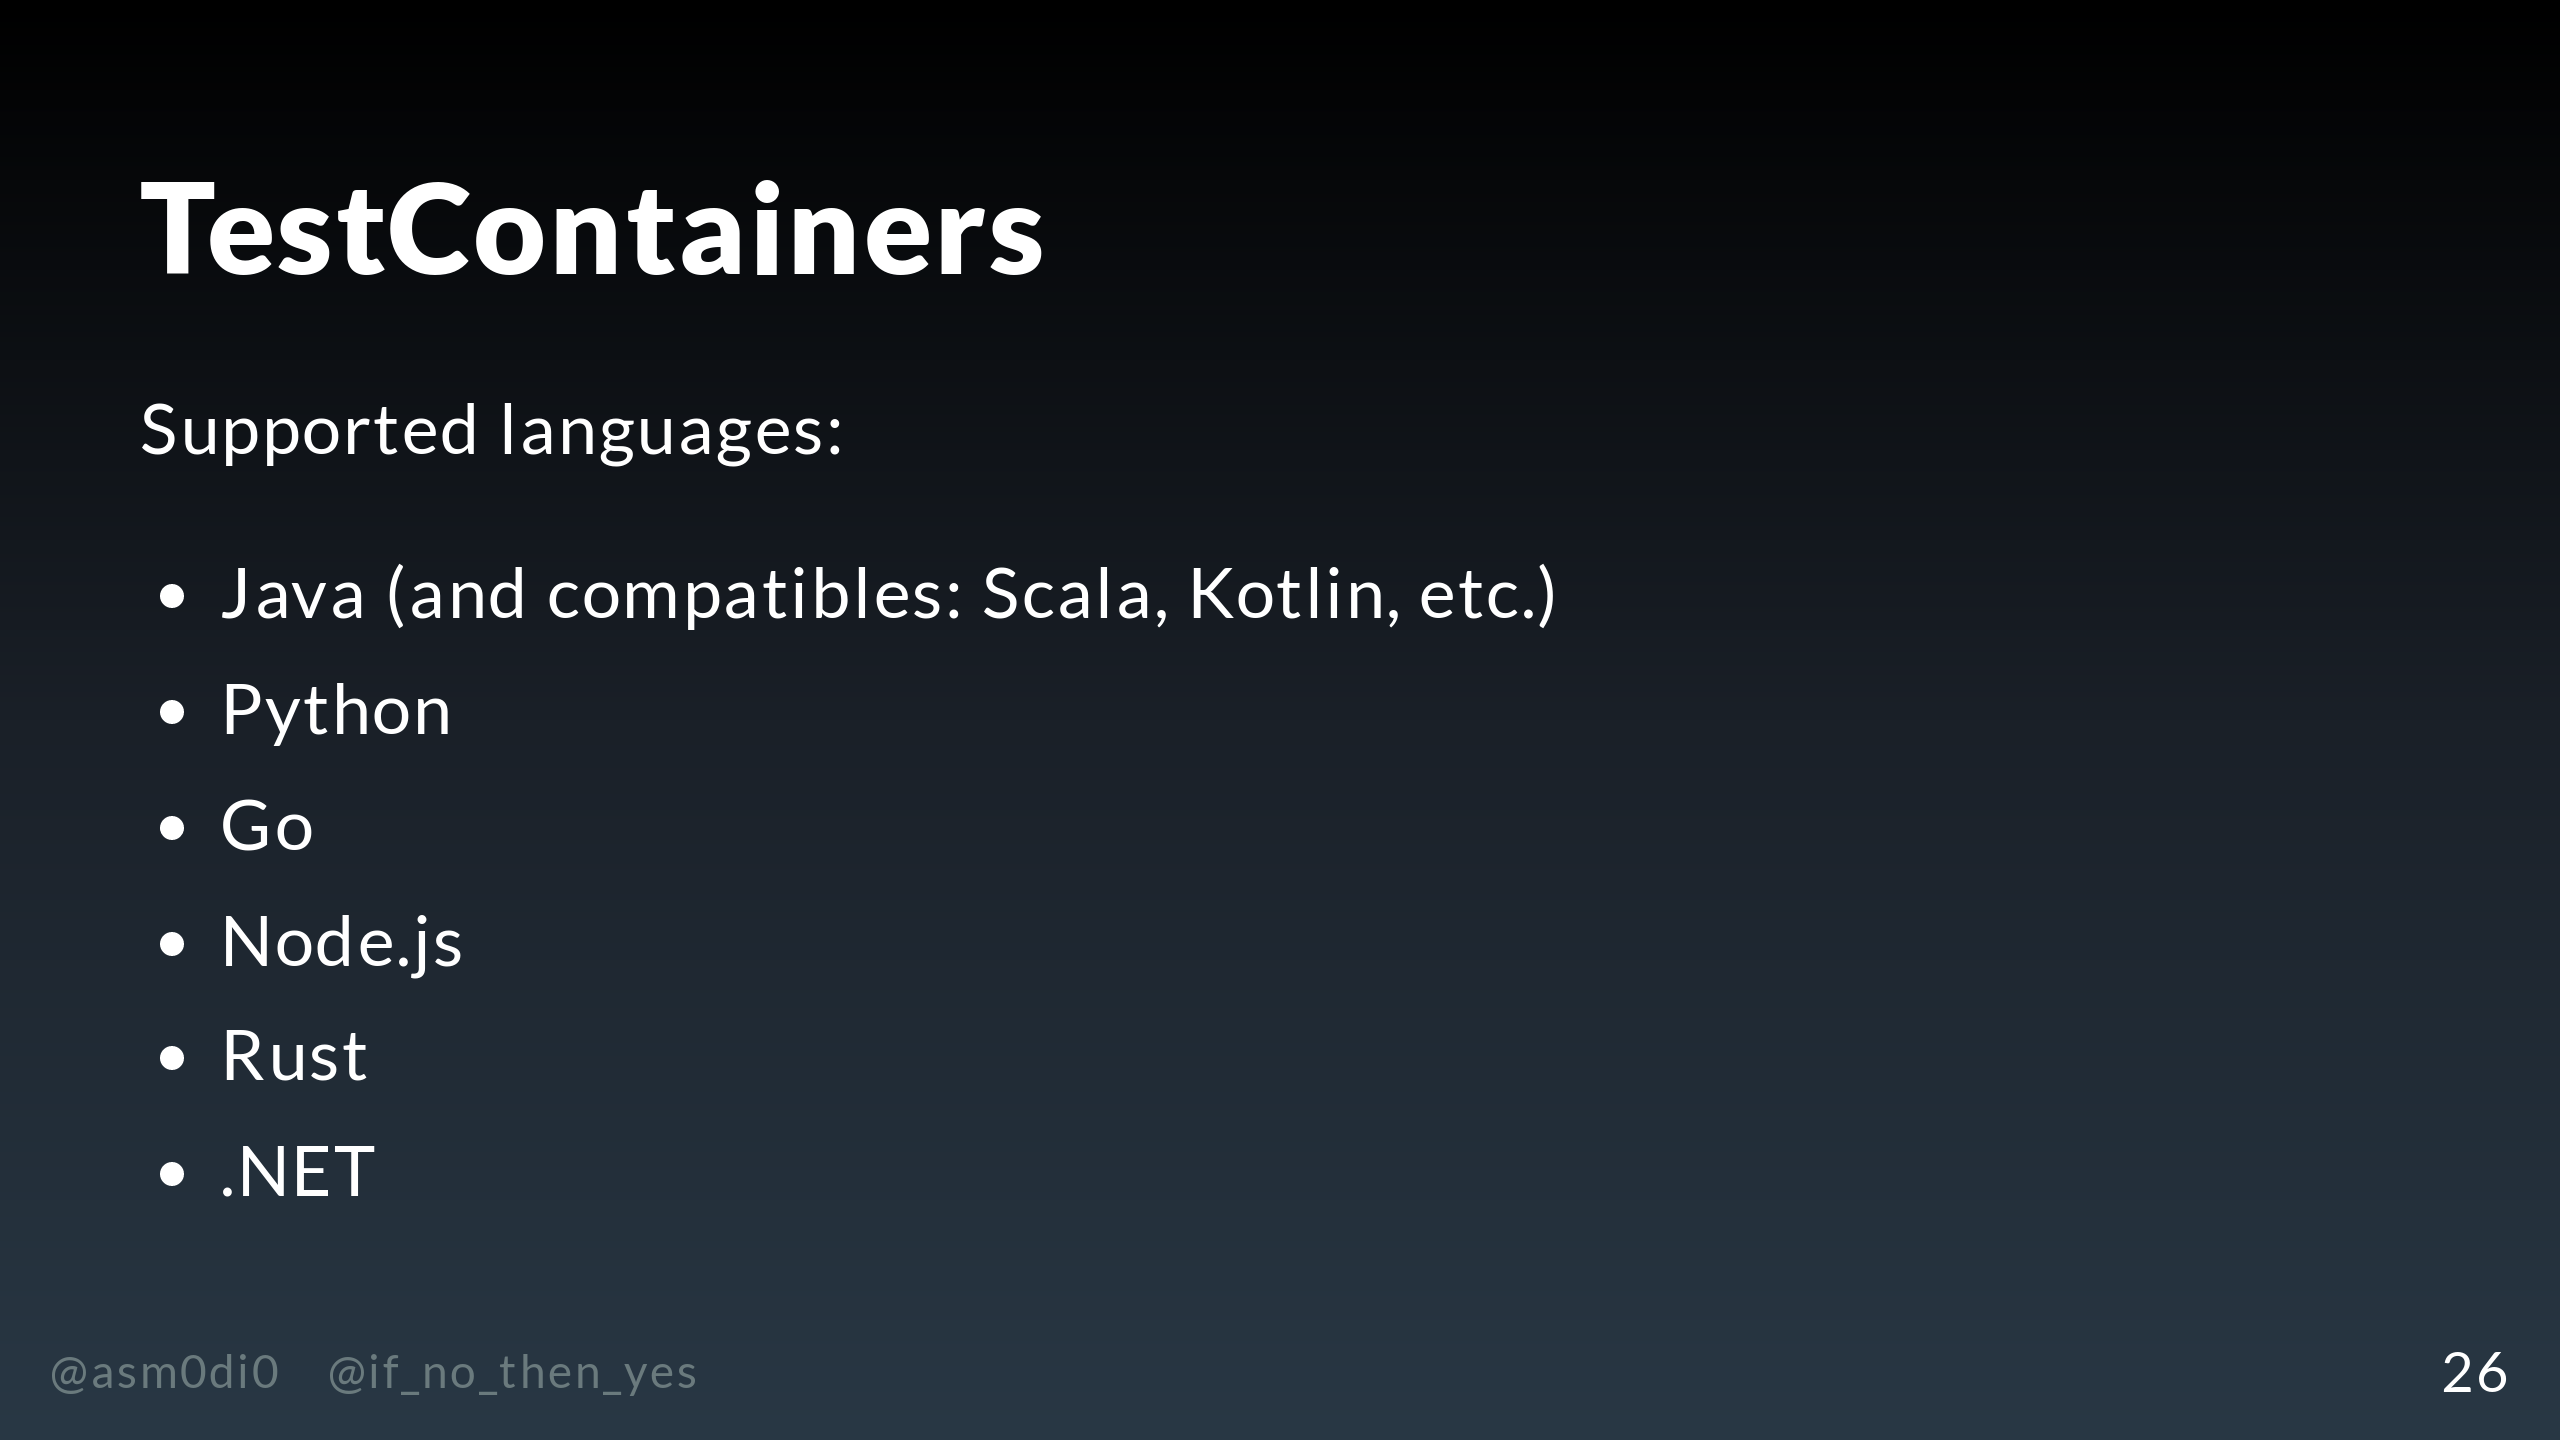 TestContainers
Supported languages:
• Java (and compatibles: Scala, Kotlin, etc.)
• Python
• Go
• Node.js
• Rust
• .NET
@asm0di0 @if_no_then_yes
26